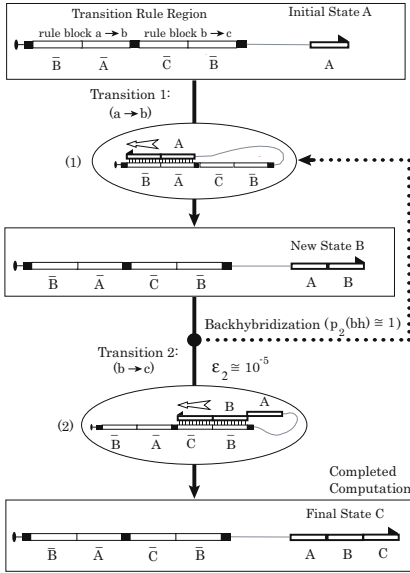 Transition Rule Region
Initial State A
rule block a→b rule block b→c
B̄ Ā C̄ B̄
A
Transition 1:
(a→b)
A
(1)
B̄ Ā C̄ B̄
New State B
B̄ Ā C̄ B̄
A B
Backhybridization (p₂(bh) ≅ 1)
Transition 2:
(b→c)
ε₂ ≅ 10⁻⁵
A
B
(2)
B̄ Ā C̄ B̄
Completed
Computation
Final State C
B̄ Ā C̄ B̄
A B C